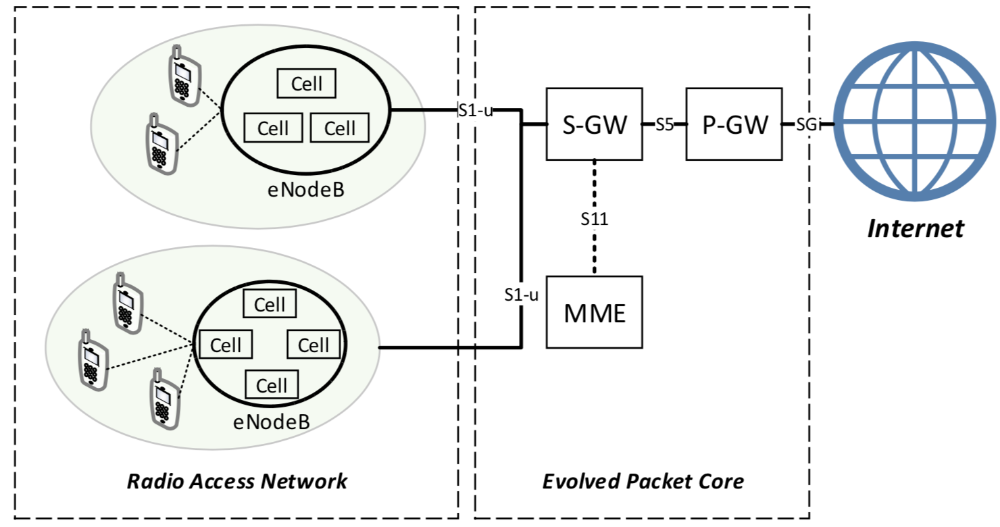 Cell
Cell Cell
eNodeB
S1-u
S-GW
S5
P-GW
SGi
Internet
S11
S1-u
MME
Cell
Cell Cell
Cell
eNodeB
Radio Access Network
Evolved Packet Core